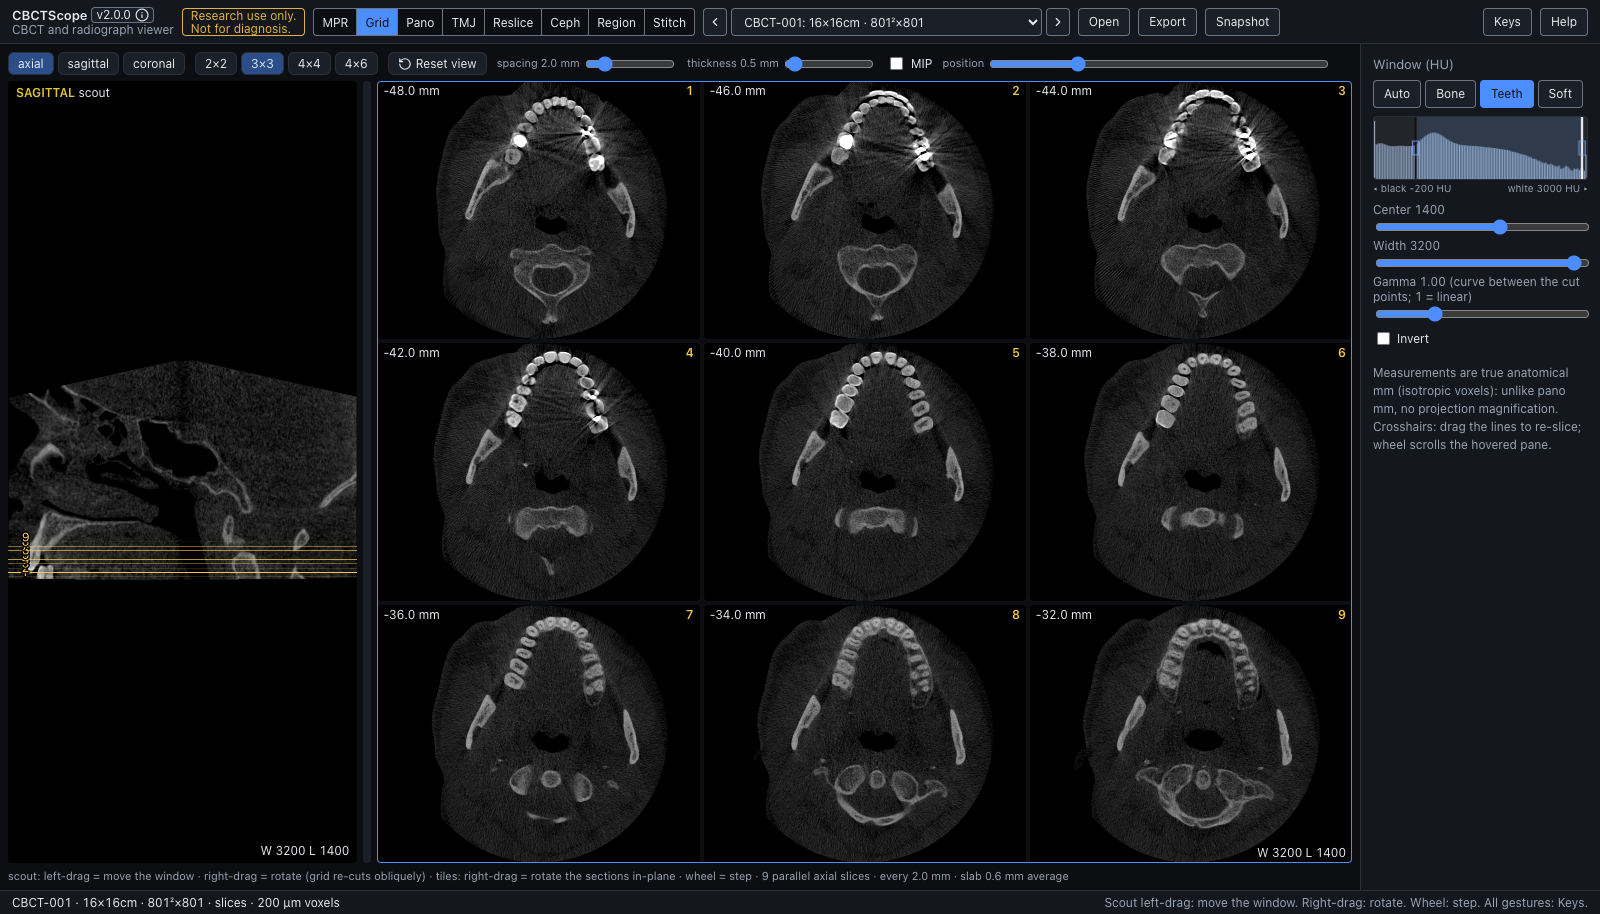 CBCTScope v2.0.0
CBCT and radiograph viewer
Research use only.
Not for diagnosis.
MPR Grid Pano TMJ Reslice Ceph Region Stitch
CBCT-001: 16×16cm · 801²×801
Open Export Snapshot
Keys Help
axial sagittal coronal 2×2 3×3 4×4 4×6 Reset view spacing 2.0 mm thickness 0.5 mm MIP position
SAGITTAL scout
W 3200 L 1400
-48.0 mm 1
-46.0 mm 2
-44.0 mm 3
-42.0 mm 4
-40.0 mm 5
-38.0 mm 6
-36.0 mm 7
-34.0 mm 8
-32.0 mm 9
W 3200 L 1400
Window (HU)
Auto Bone Teeth Soft
black -200 HU white 3000 HU
Center 1400
Width 3200
Gamma 1.00 (curve between the cut
points; 1 = linear)
Invert
Measurements are true anatomical
mm (isotropic voxels): unlike pano
mm, no projection magnification.
Crosshairs: drag the lines to re-slice;
wheel scrolls the hovered pane.
scout: left-drag = move the window · right-drag = rotate (grid re-cuts obliquely) · tiles: right-drag = rotate the sections in-plane · wheel = step · 9 parallel axial slices · every 2.0 mm · slab 0.6 mm average
CBCT-001 · 16×16cm · 801²×801 · slices · 200 µm voxels
Scout left-drag: move the window. Right-drag: rotate. Wheel: step. All gestures: Keys.